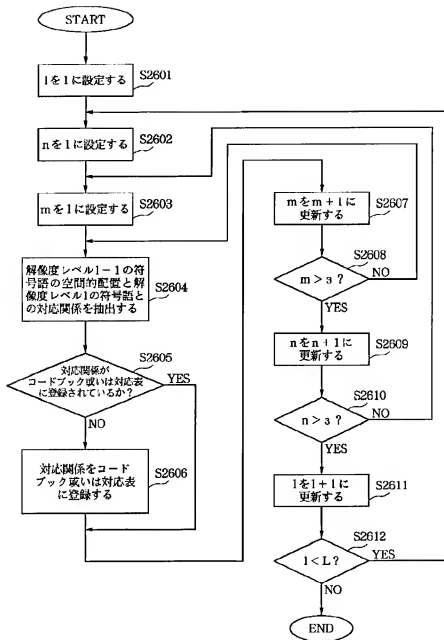 START
lを1に設定する
S2601
nを1に設定する
S2602
mを1に設定する
S2603
解像度レベルl−1の符
号語の空間的配置と解
像度レベルlの符号語と
の対応関係を抽出する
S2604
対応関係が
コードブック或いは対応表
に登録されているか?
S2605
YES
NO
対応関係をコード
ブック或いは対応表
に登録する
S2606
mをm+1に
更新する
S2607
m>3?
S2608
NO
YES
nをn+1に
更新する
S2609
n>3?
S2610
NO
YES
lをl+1に
更新する
S2611
l<L?
S2612
YES
NO
END